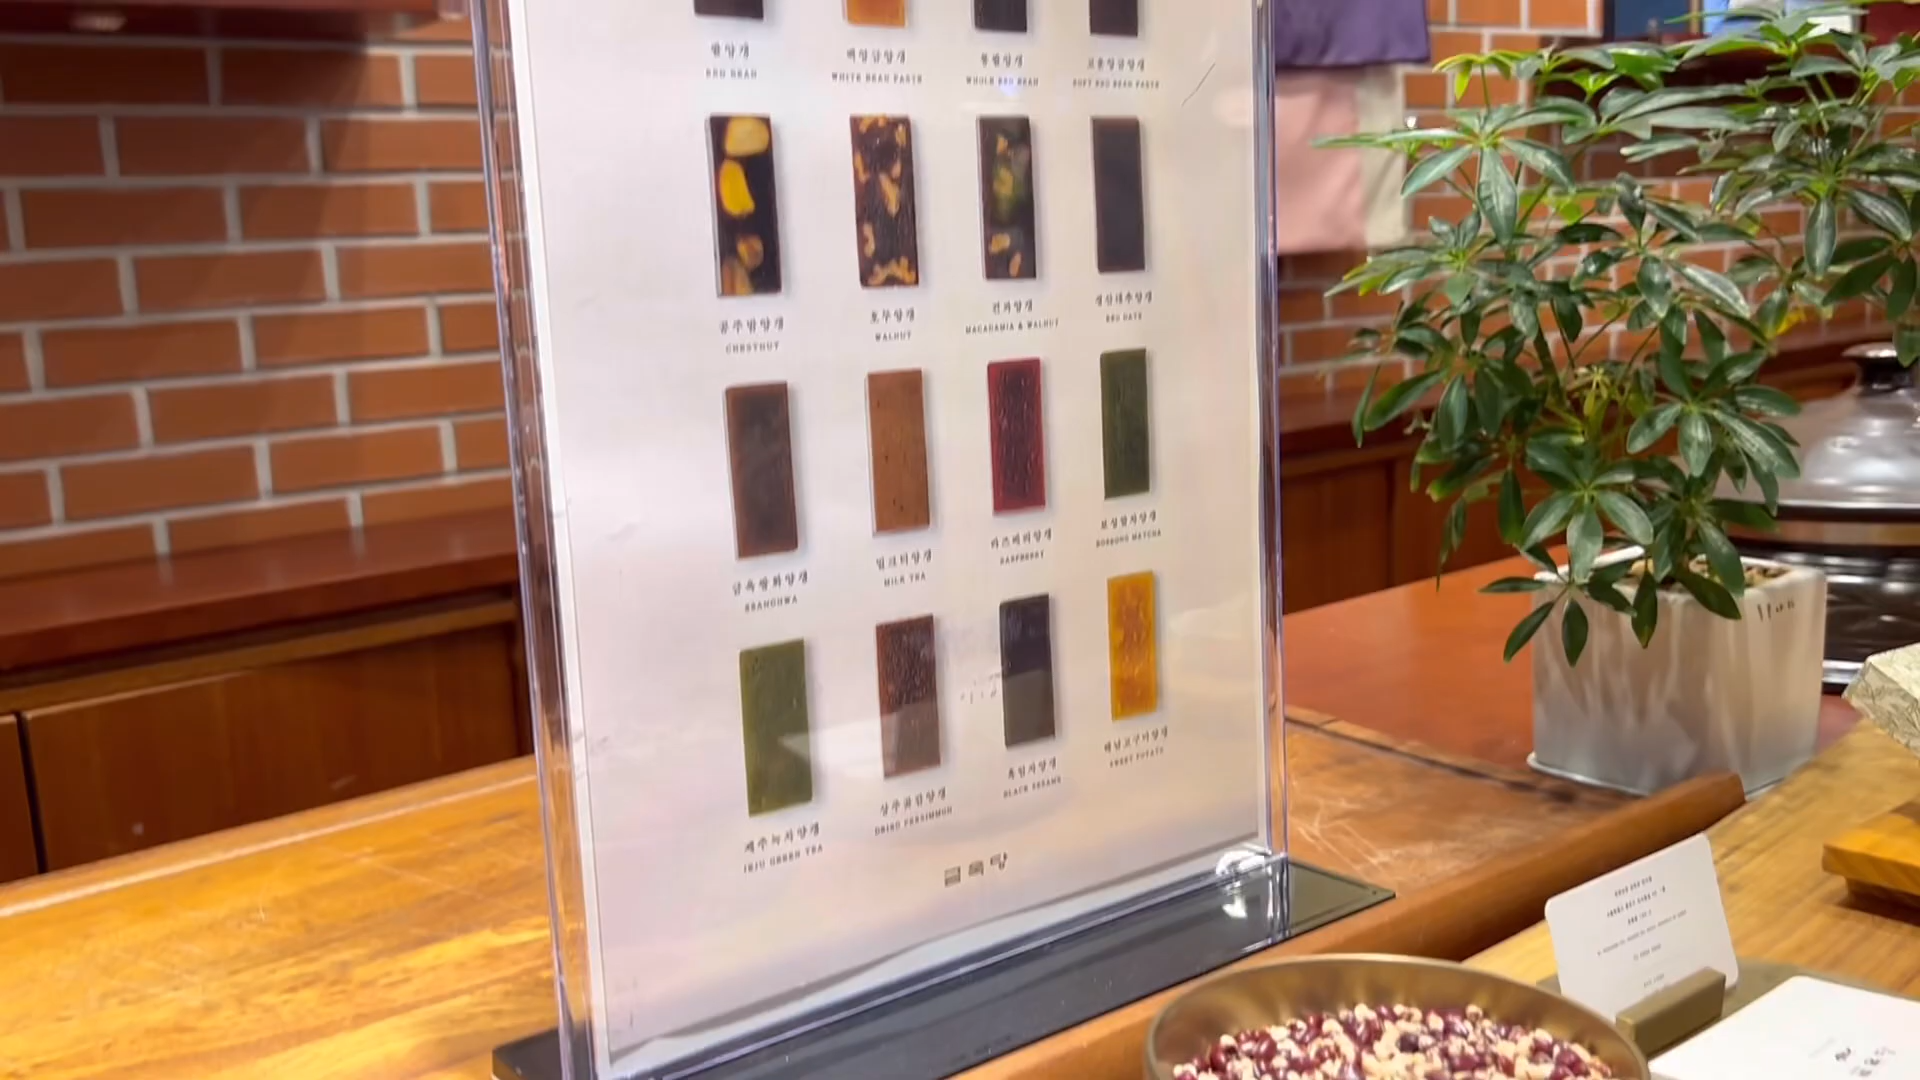 팥양갱
RED BEAN
백앙금양갱
WHITE BEAN PASTE
통팥양갱
WHOLE RED BEAN
고운앙금양갱
SOFT RED BEAN PASTE
공주밤양갱
CHESTNUT
호두양갱
WALNUT
견과양갱
MACADAMIA & WALNUT
경산대추양갱
RED DATE
금옥쌍화양갱
SSANGHWA
밀크티양갱
MILK TEA
라즈베리양갱
RASPBERRY
보성말차양갱
BOSEONG MATCHA
제주녹차양갱
JEJU GREEN TEA
상주곶감양갱
DRIED PERSIMMON
흑임자양갱
BLACK SESAME
해남고구마양갱
SWEET POTATO
금옥당